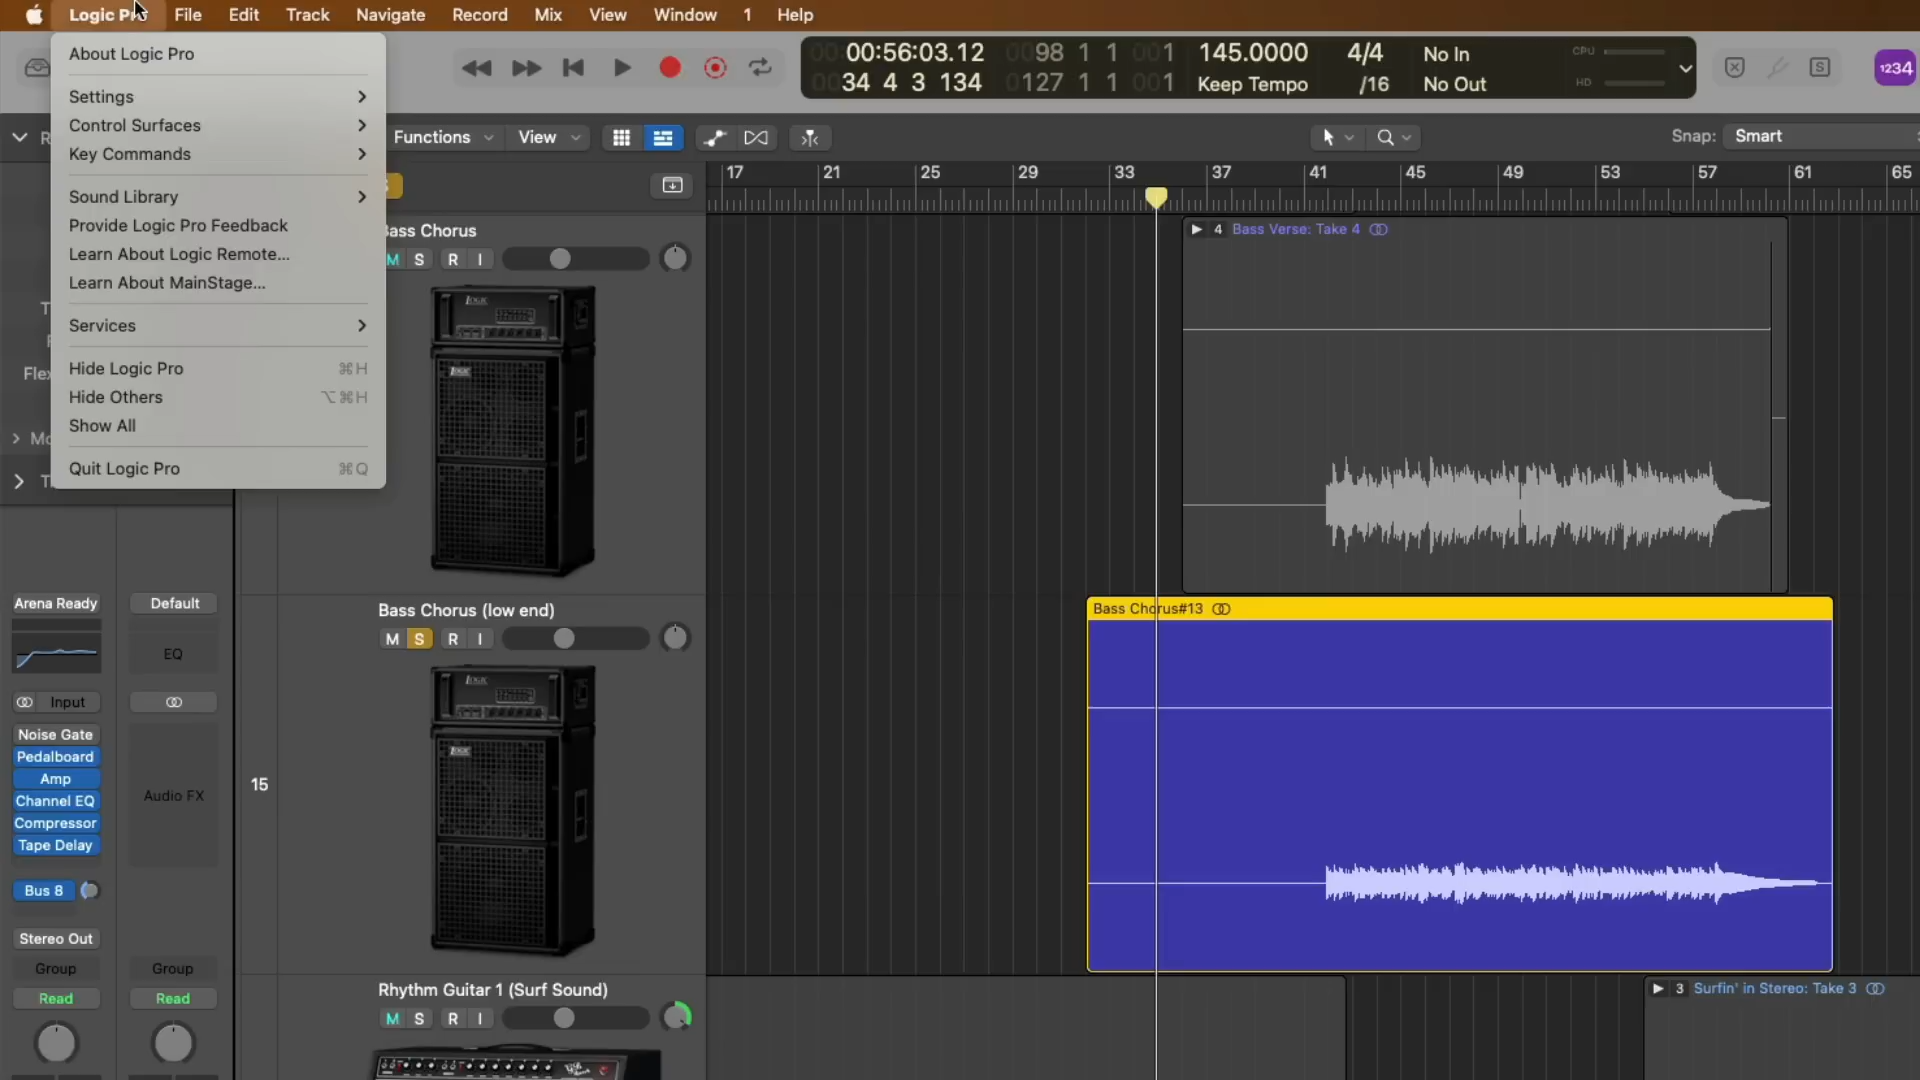 Logic Pro File Edit Track Navigate Record Mix View Window 1 Help
About Logic Pro
Settings
Control Surfaces
Key Commands
Sound Library
Provide Logic Pro Feedback
Learn About Logic Remote...
Learn About MainStage...
Services
Hide Logic Pro ⌘H
Hide Others ⌥⌘H
Show All
Quit Logic Pro ⌘Q
00:56:03.12 0098 1 1 001 145.0000 4/4 No In CPU
34 4 3 134 0127 1 1 001 Keep Tempo /16 No Out HD
S
1234
R
Functions View
Snap: Smart
17 21 25 29 33 37 41 45 49 53 57 61 65
Flex
Mo
Bass Chorus
M S R I
4 Bass Verse: Take 4
Bass Chorus (low end)
M S R I
15
Bass Chorus#13
Rhythm Guitar 1 (Surf Sound)
M S R I
3 Surfin' in Stereo: Take 3
LOGIC
LOGIC
LOGIC
LOGIC
Arena Ready Default
EQ
Input
Noise Gate
Pedalboard
Amp
Channel EQ
Compressor
Tape Delay
Audio FX
Bus 8
Stereo Out
Group Group
Read Read